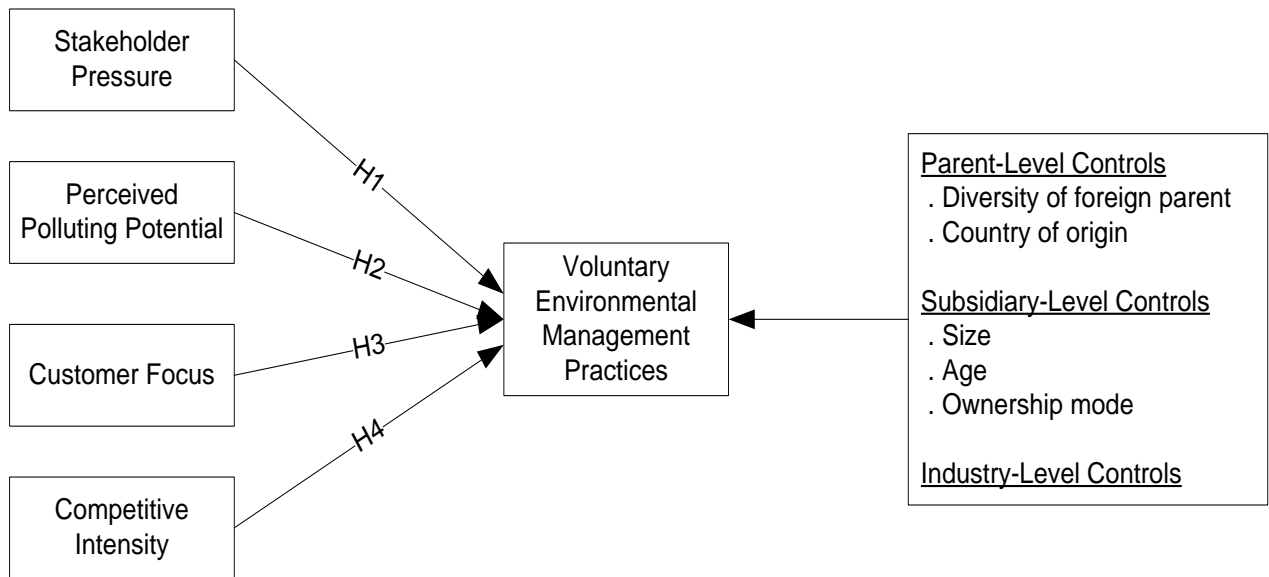 Stakeholder
Pressure
H1
Perceived
Polluting Potential
H2
Customer Focus
H3
Competitive
Intensity
H4
Voluntary
Environmental
Management
Practices
Parent-Level Controls
. Diversity of foreign parent
. Country of origin
Subsidiary-Level Controls
. Size
. Age
. Ownership mode
Industry-Level Controls